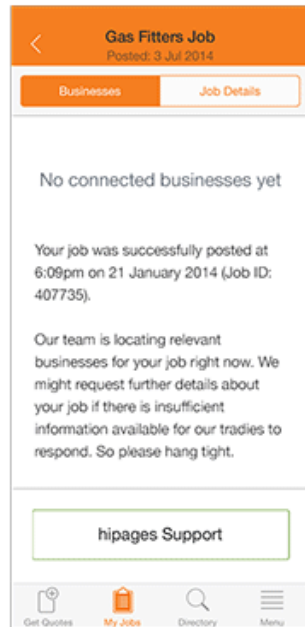 Gas Fitters Job
Posted: 3 Jul 2014
Businesses Job Details
No connected businesses yet
Your job was successfully posted at
6:09pm on 21 January 2014 (Job ID:
407735).
Our team is locating relevant
businesses for your job right now. We
might request further details about
your job if there is insufficient
information available for our tradies to
respond. So please hang tight.
hipages Support
Get Quotes My Jobs Directory Menu